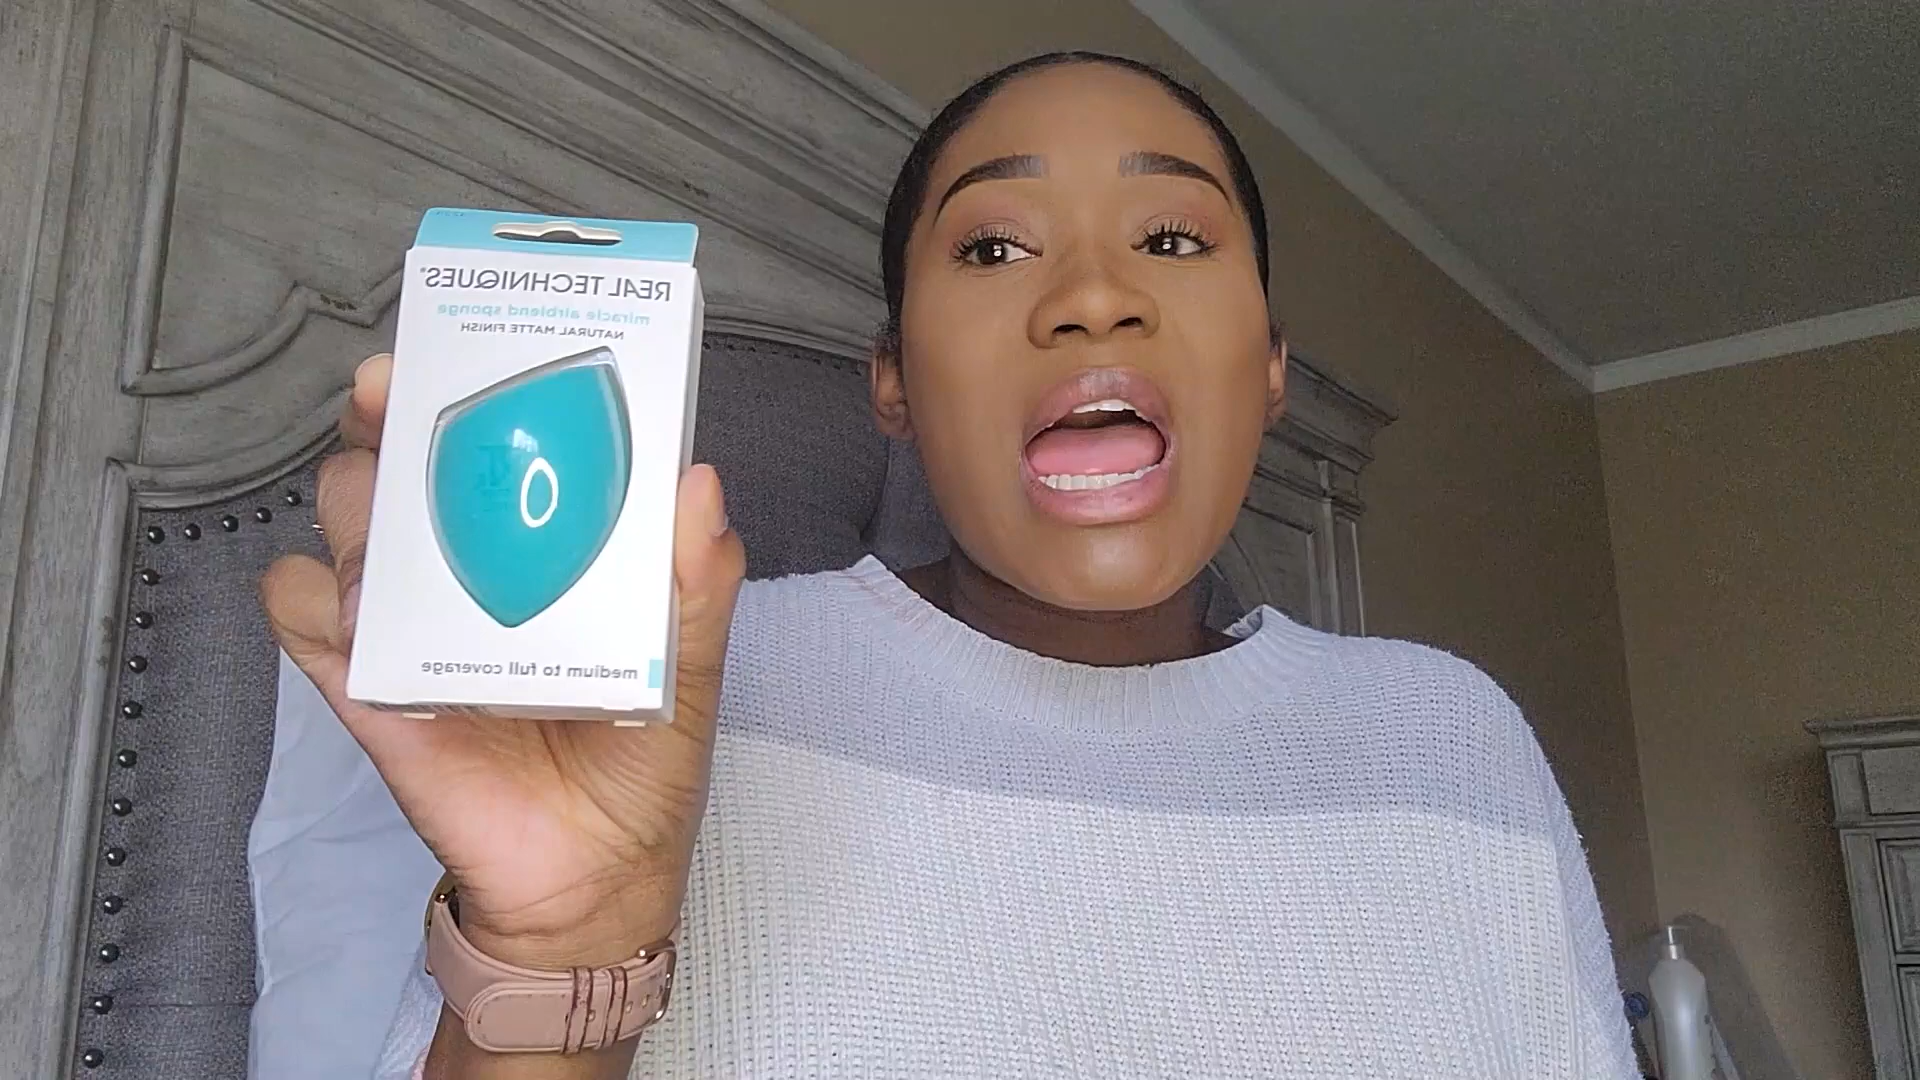 REAL TECHNIQUES®
miracle airblend sponge
NATURAL MATTE FINISH
medium to full coverage